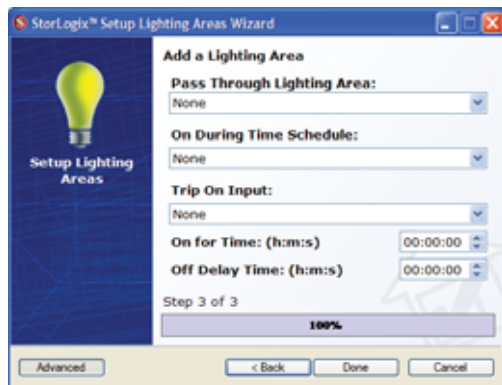 StorLogix™ Setup Lighting Areas Wizard
Add a Lighting Area
Pass Through Lighting Area:
None
On During Time Schedule:
None
Setup Lighting
Areas
Trip On Input:
None
On for Time: (h:m:s) 00:00:00
Off Delay Time: (h:m:s) 00:00:00
Step 3 of 3
100%
Advanced < Back Done Cancel